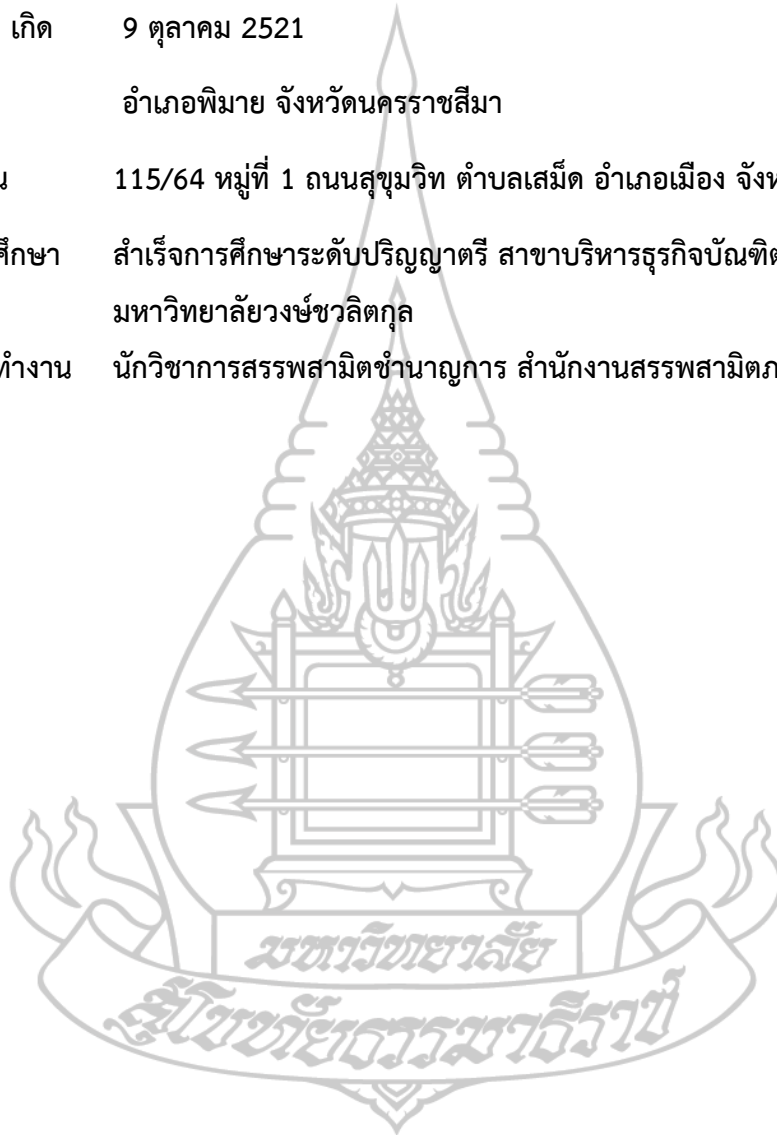 เกิด 9 ตุลาคม 2521
อำเภอพิมาย จังหวัดนครราชสีมา
115/64 หมู่ที่ 1 ถนนสุขุมวิท ตำบลเสม็ด อำเภอเมือง
ศึกษา สำเร็จการศึกษาระดับปริญญาตรี สาขาบริหารธุรกิจบัณฑิต
มหาวิทยาลัยวงษ์ชวลิตกุล
ทำงาน นักวิชาการสรรพสามิตชำนาญการ สำนักงานสรรพสามิต
มหาวิทยาลัย
สุโขทัยธรรมาธิราช